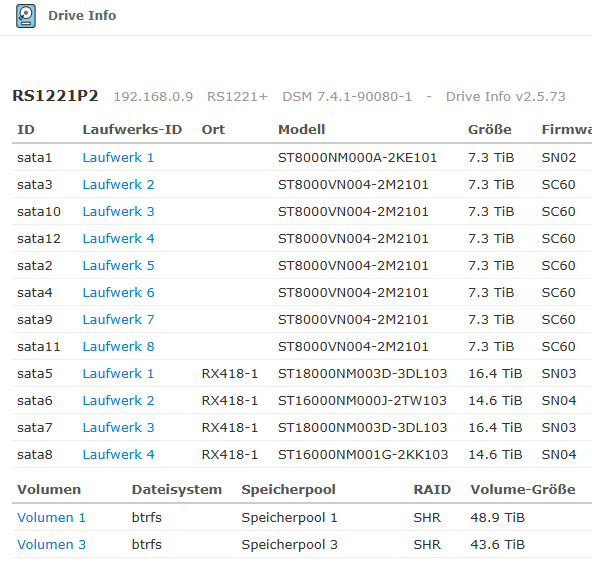 Drive Info
RS1221P2 192.168.0.9 RS1221+ DSM 7.4.1-90080-1 - Drive Info v2.5.73
ID Laufwerks-ID Ort Modell Größe Firmwa
sata1 Laufwerk 1 ST8000NM000A-2KE101 7.3 TiB SN02
sata3 Laufwerk 2 ST8000VN004-2M2101 7.3 TiB SC60
sata10 Laufwerk 3 ST8000VN004-2M2101 7.3 TiB SC60
sata12 Laufwerk 4 ST8000VN004-2M2101 7.3 TiB SC60
sata2 Laufwerk 5 ST8000VN004-2M2101 7.3 TiB SC60
sata4 Laufwerk 6 ST8000VN004-2M2101 7.3 TiB SC60
sata9 Laufwerk 7 ST8000VN004-2M2101 7.3 TiB SC60
sata11 Laufwerk 8 ST8000VN004-2M2101 7.3 TiB SC60
sata5 Laufwerk 1 RX418-1 ST18000NM003D-3DL103 16.4 TiB SN03
sata6 Laufwerk 2 RX418-1 ST16000NM000J-2TW103 14.6 TiB SN04
sata7 Laufwerk 3 RX418-1 ST18000NM003D-3DL103 16.4 TiB SN03
sata8 Laufwerk 4 RX418-1 ST16000NM001G-2KK103 14.6 TiB SN04
Volumen Dateisystem Speicherpool RAID Volume-Größe
Volumen 1 btrfs Speicherpool 1 SHR 48.9 TiB
Volumen 3 btrfs Speicherpool 3 SHR 43.6 TiB